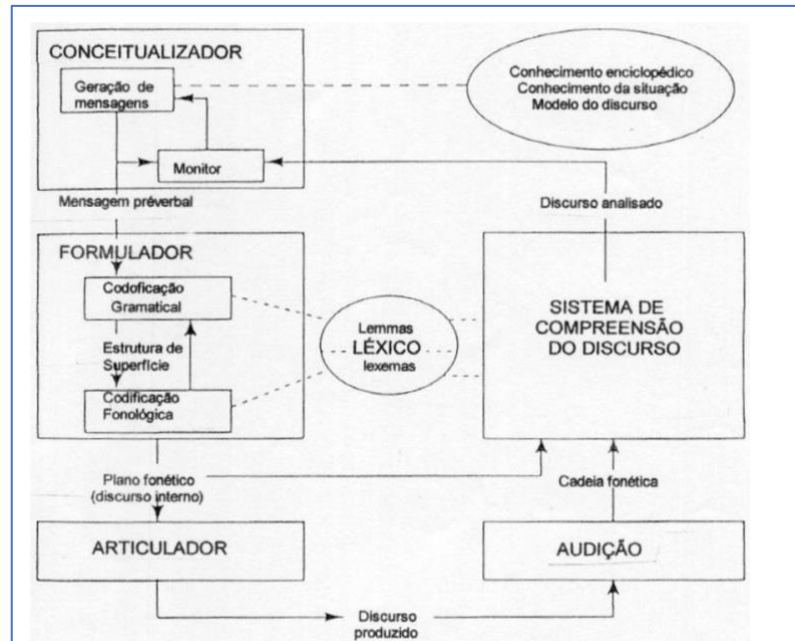 CONCEITUALIZADOR
Geração de
mensagens
Monitor
Conhecimento enciclopédico
Conhecimento da situação
Modelo do discurso
Mensagem préverbal
Discurso analisado
FORMULADOR
Codoficação
Gramatical
Estrutura de
Superfície
Codificação
Fonológica
Lemmas
LÉXICO
lexemas
SISTEMA DE
COMPREENSÃO
DO DISCURSO
Plano fonético
(discurso interno)
Cadeia fonética
ARTICULADOR
AUDIÇÃO
Discurso
produzido